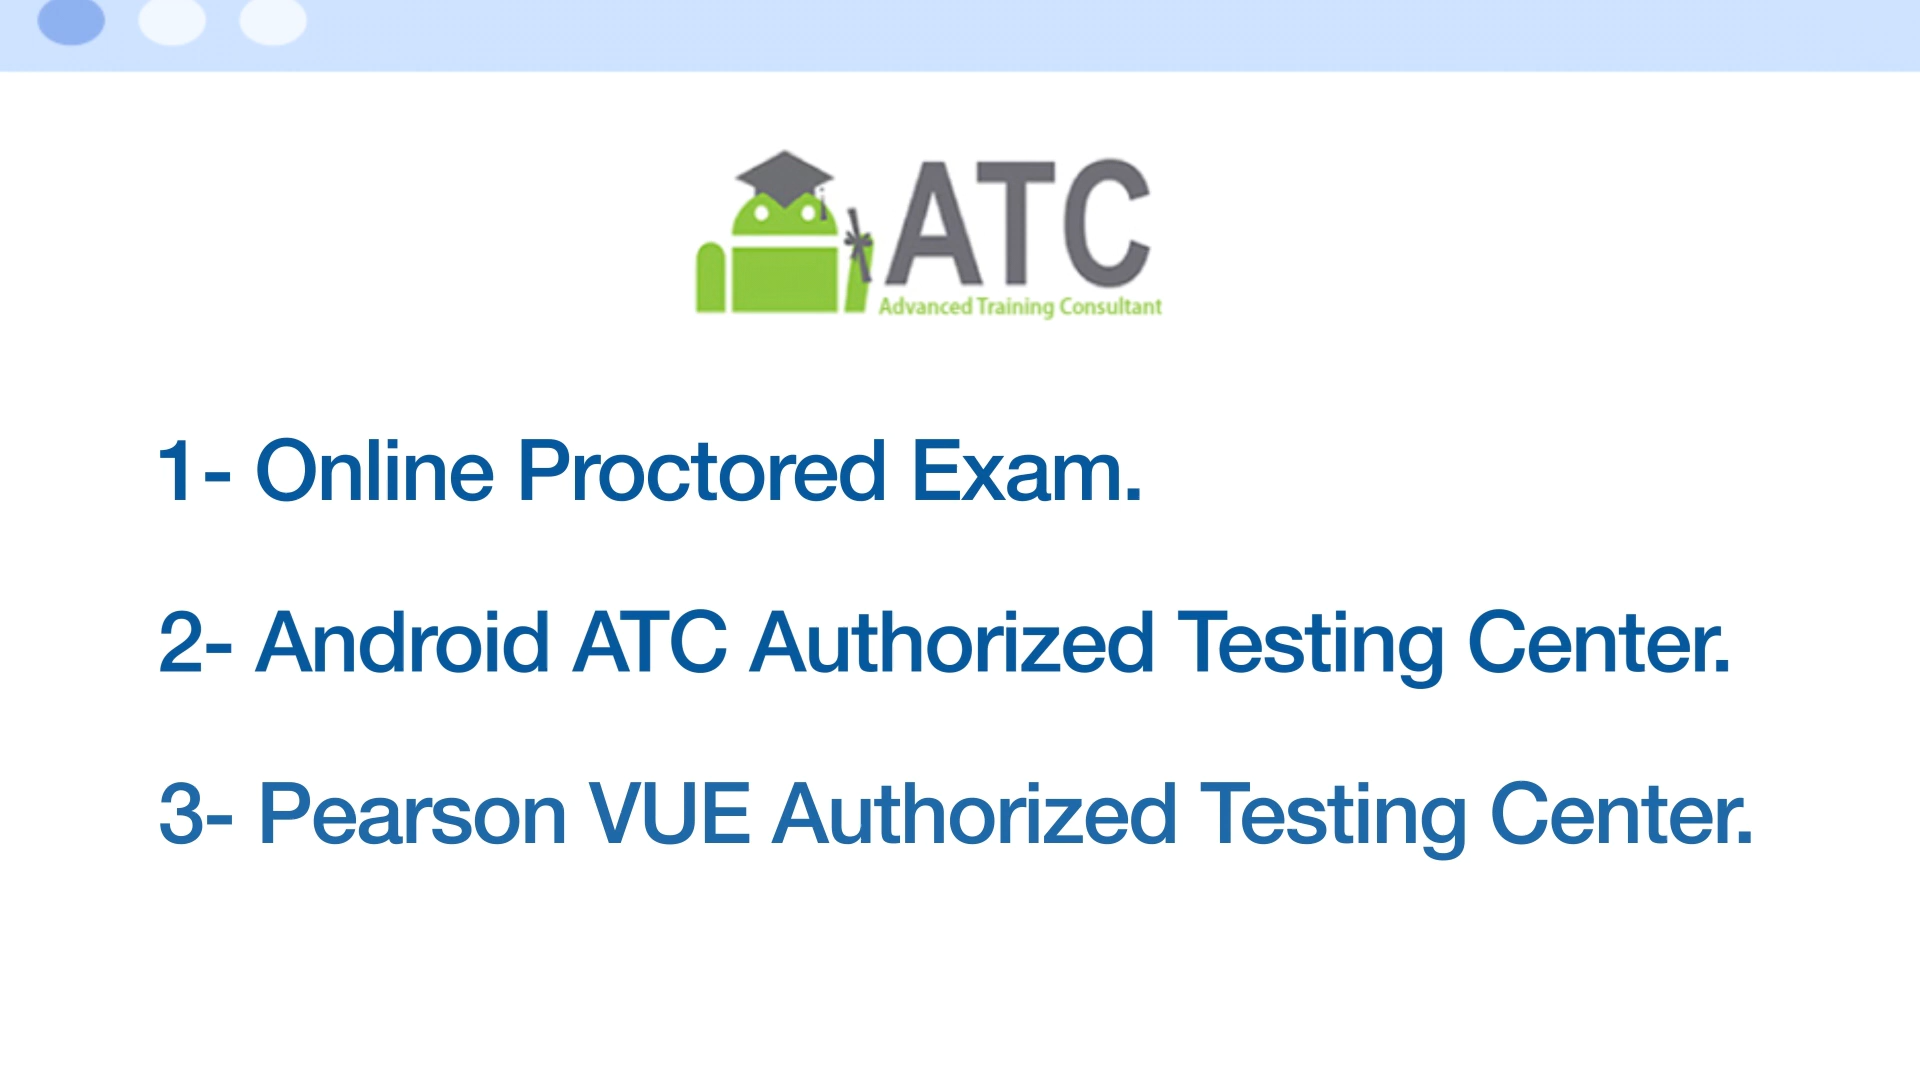 ATC
Advanced Training Consultant
1- Online Proctored Exam.
2- Android ATC Authorized Testing Center.
3- Pearson VUE Authorized Testing Center.